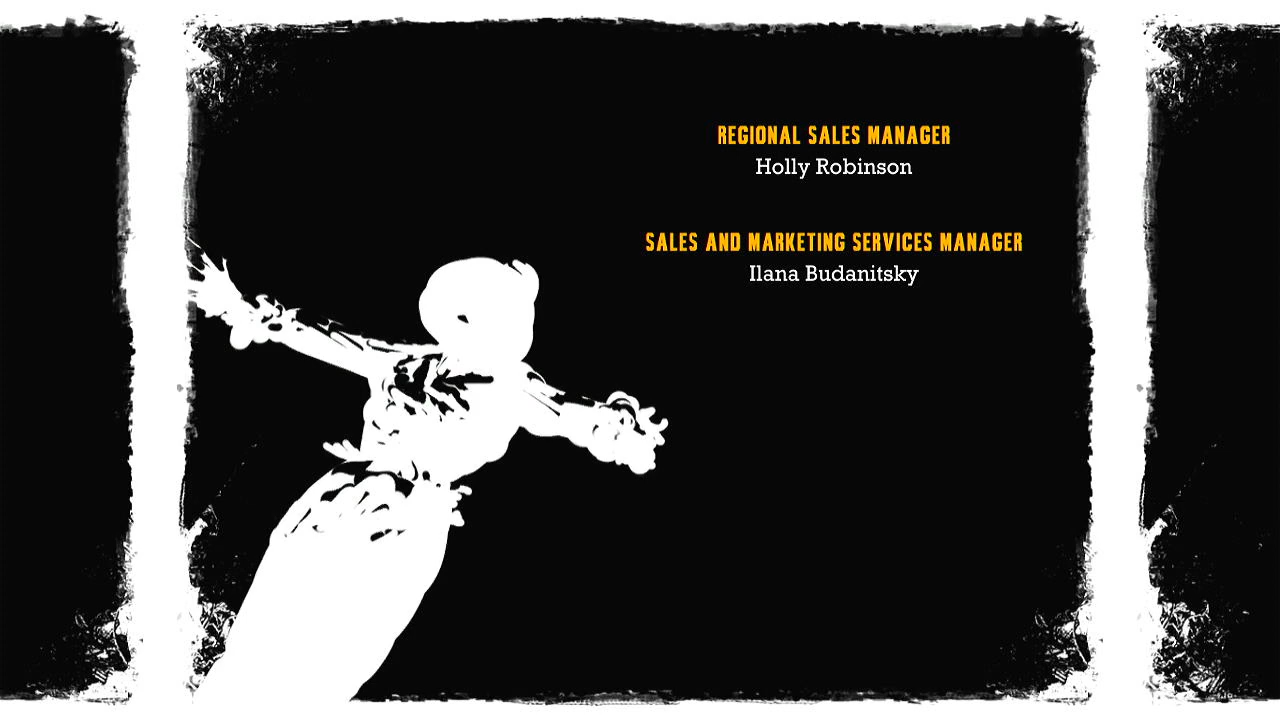 REGIONAL SALES MANAGER
Holly Robinson
SALES AND MARKETING SERVICES MANAGER
Ilana Budanitsky